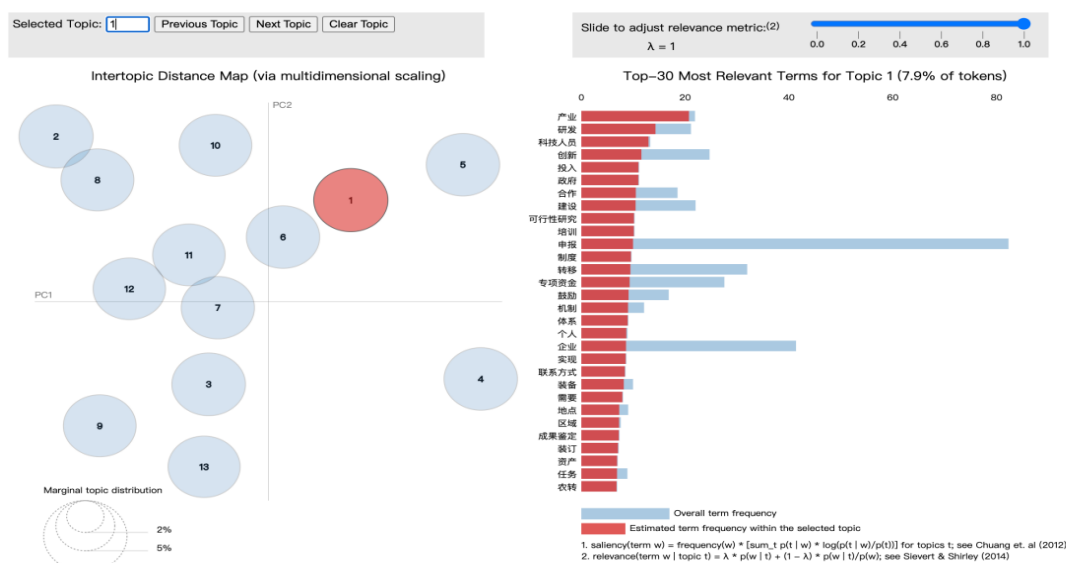 Selected Topic: 1 Previous Topic Next Topic Clear Topic
Slide to adjust relevance metric:(2)
λ = 1
0.0 0.2 0.4 0.6 0.8 1.0
Intertopic Distance Map (via multidimensional scaling)
PC2
PC1
2
8
10
5
1
6
11
12
7
3
4
9
13
Marginal topic distribution
2%
5%
Top-30 Most Relevant Terms for Topic 1 (7.9% of tokens)
0 20 40 60 80
产业
研发
科技人员
创新
投入
政府
合作
建设
可行性研究
培训
申报
制度
转移
专项资金
鼓励
机制
体系
个人
企业
实现
联系方式
装备
需要
地点
区域
成果鉴定
装订
资产
任务
农转
Overall term frequency
Estimated term frequency within the selected topic
1. saliency(term w) = frequency(w) * [sum_t p(t | w) * log(p(t | w)/p(t))] for topics t; see Chuang et. al (2012)
2. relevance(term w | topic t) = λ * p(w | t) + (1 − λ) * p(w | t)/p(w); see Sievert & Shirley (2014)